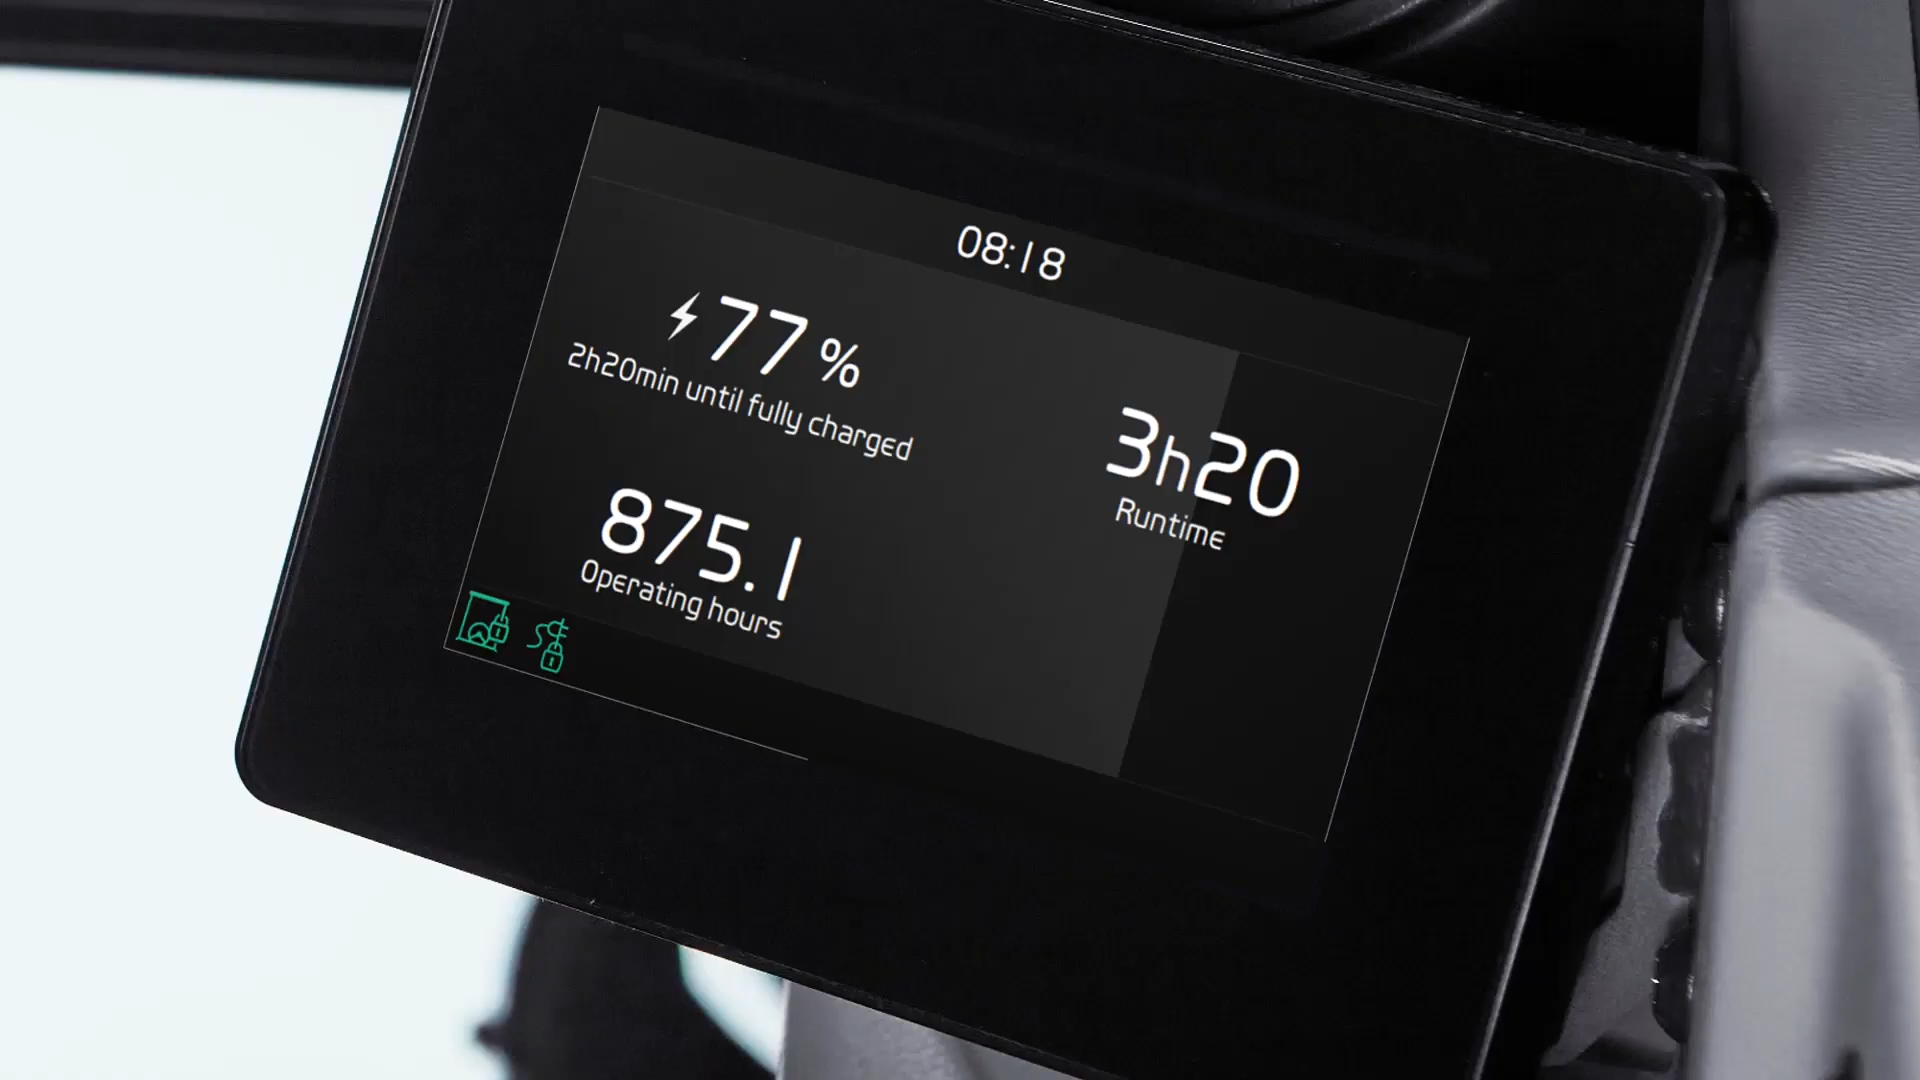 08:18
77 %
2h20min until fully charged
3h20
Runtime
875.1
Operating hours